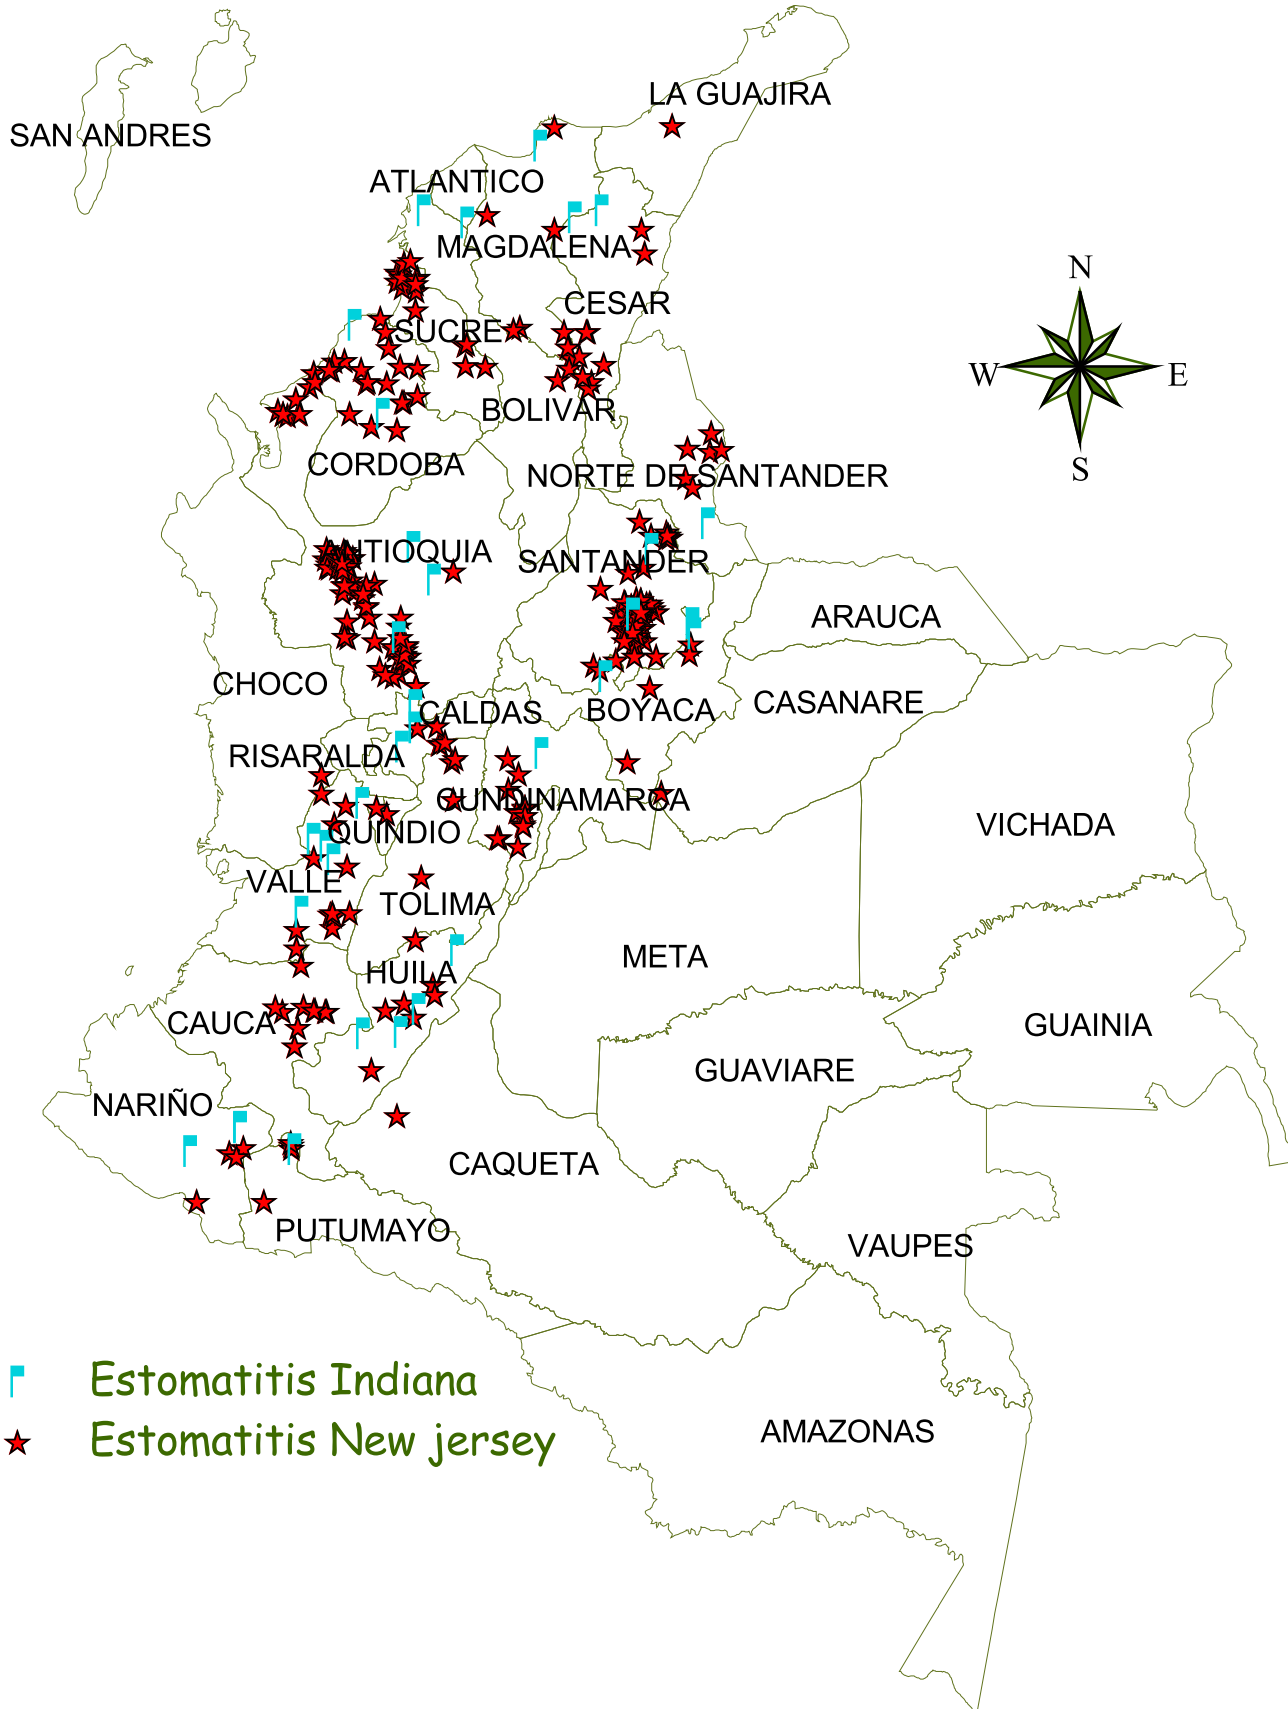 LA GUAJIRA
SAN ANDRES
ATLANTICO
MAGDALENA
N
CESAR
SUCRE
W
E
BOLIVAR
CORDOBA
S
NORTE DE SANTANDER
ANTIOQUIA
SANTANDER
ARAUCA
CHOCO
CASANARE
CALDAS
BOYACA
RISARALDA
CUNDINAMARCA
QUINDIO
VICHADA
VALLE
TOLIMA
META
HUILA
CAUCA
GUAINIA
GUAVIARE
NARIÑO
CAQUETA
PUTUMAYO
VAUPES
Estomatitis Indiana
AMAZONAS
Estomatitis New jersey